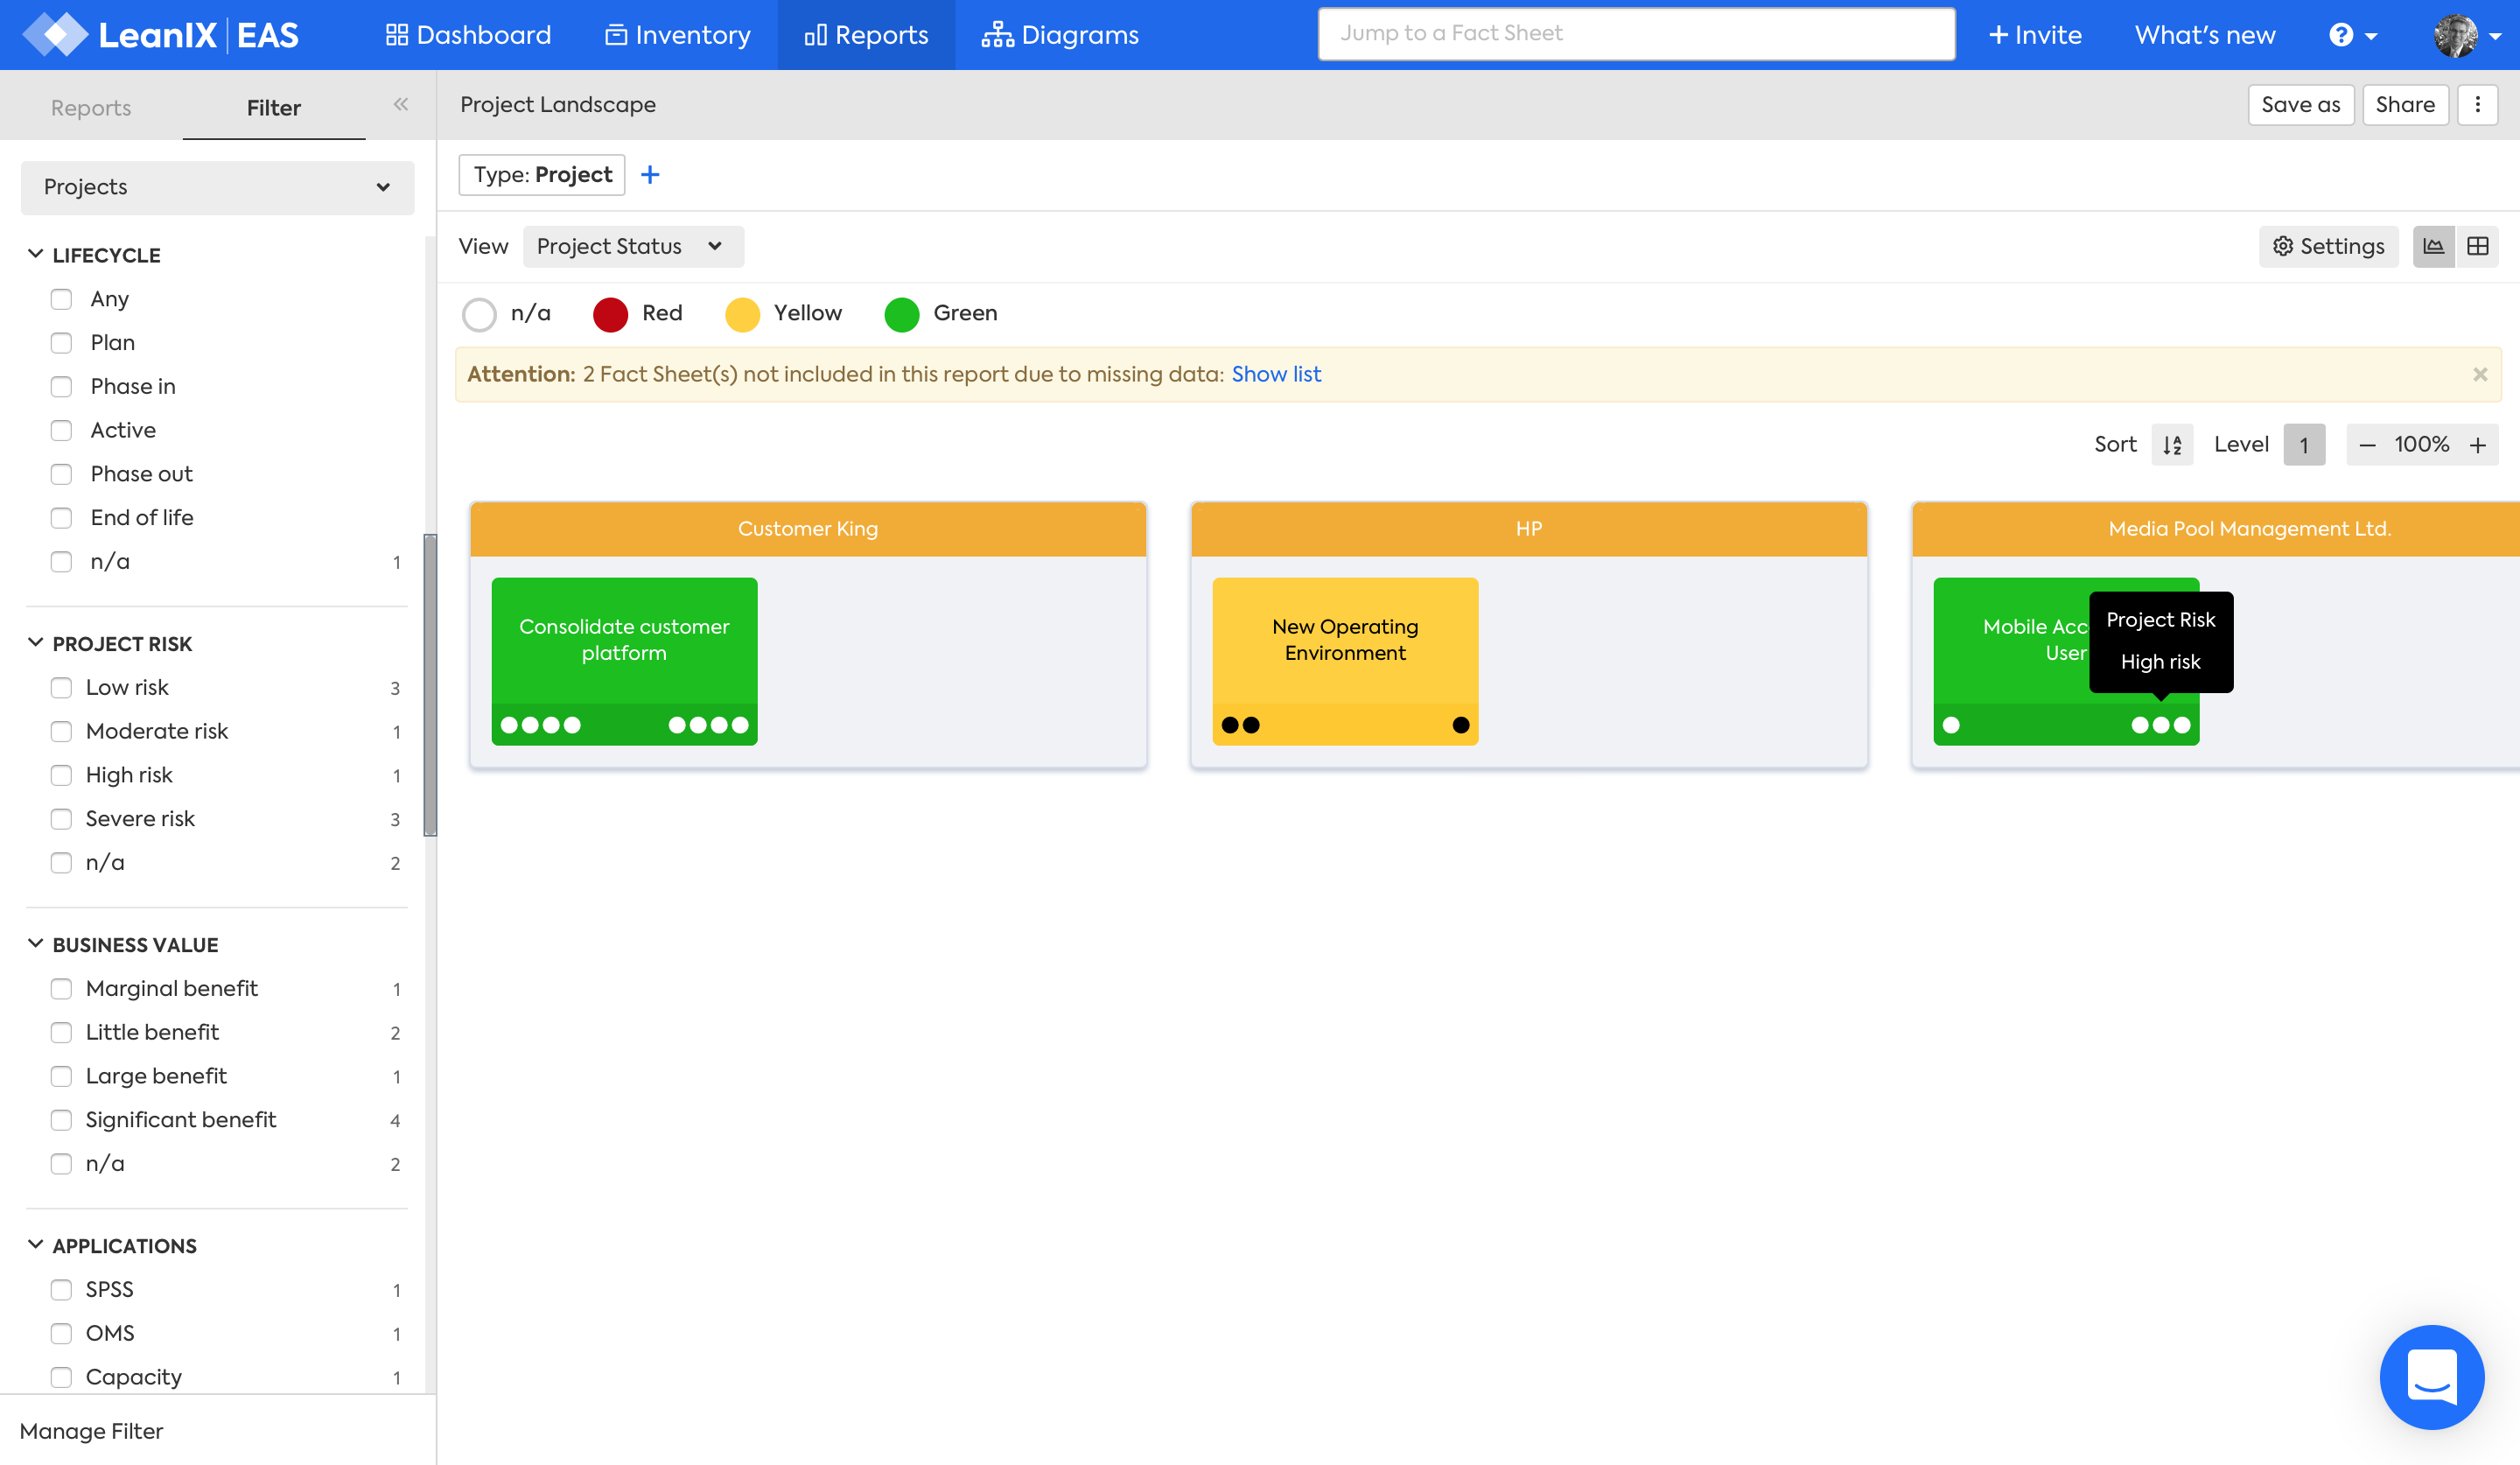 LeanIX EAS Dashboard Inventory Reports Diagrams Jump to a Fact Sheet + Invite What's new ?
Reports Filter « Project Landscape Save as Share
Projects
Type: Project +
View Project Status Settings
LIFECYCLE
Any
Plan
Phase in
Active
Phase out
End of life
n/a 1
PROJECT RISK
Low risk 3
Moderate risk 1
High risk 1
Severe risk 3
n/a 2
BUSINESS VALUE
Marginal benefit 1
Little benefit 2
Large benefit 1
Significant benefit 4
n/a 2
APPLICATIONS
SPSS 1
OMS 1
Capacity 1
Manage Filter
n/a Red Yellow Green
Attention: 2 Fact Sheet(s) not included in this report due to missing data: Show list ×
Sort AZ Level 1 − 100% +
Customer King
Consolidate customer
platform
HP
New Operating
Environment
Media Pool Management Ltd.
Mobile Acc
User
Project Risk
High risk